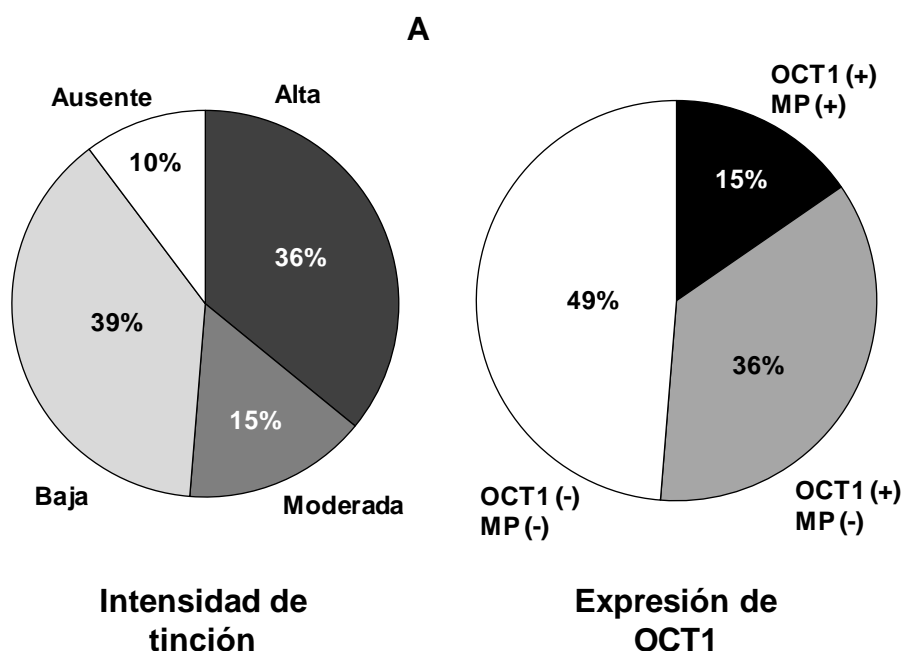 A
Ausente
Alta
10%
36%
39%
15%
Baja
Moderada
Intensidad de
tinción
OCT1 (+)
MP (+)
15%
49%
36%
OCT1 (-)
MP (-)
OCT1 (+)
MP (-)
Expresión de
OCT1